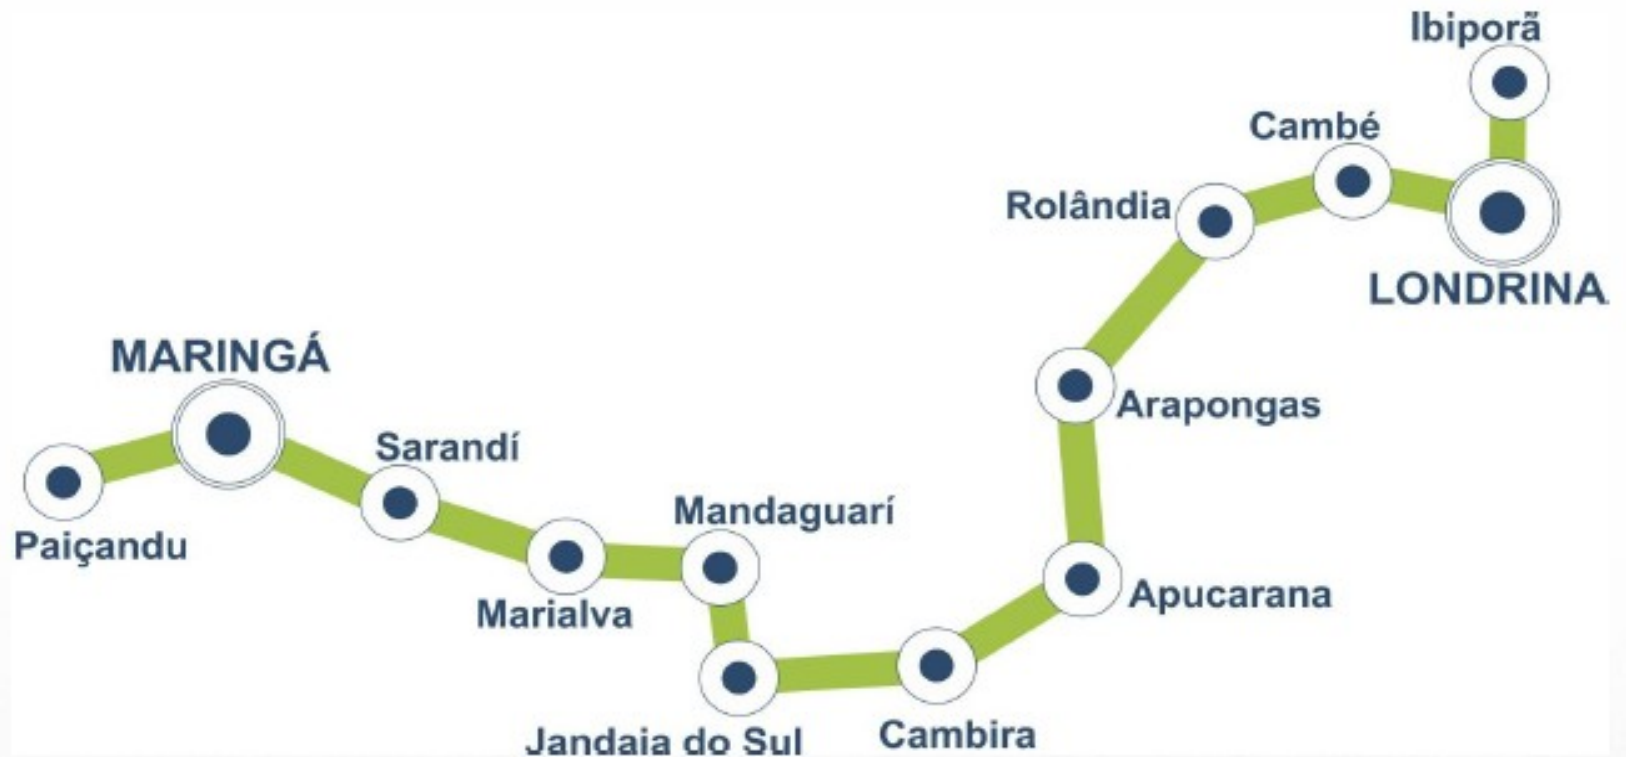 Ibiporã
Cambé
Rolândia
LONDRINA
MARINGÁ
Arapongas
Sarandí
Mandaguarí
Paiçandu
Apucarana
Marialva
Jandaia do Sul
Cambira